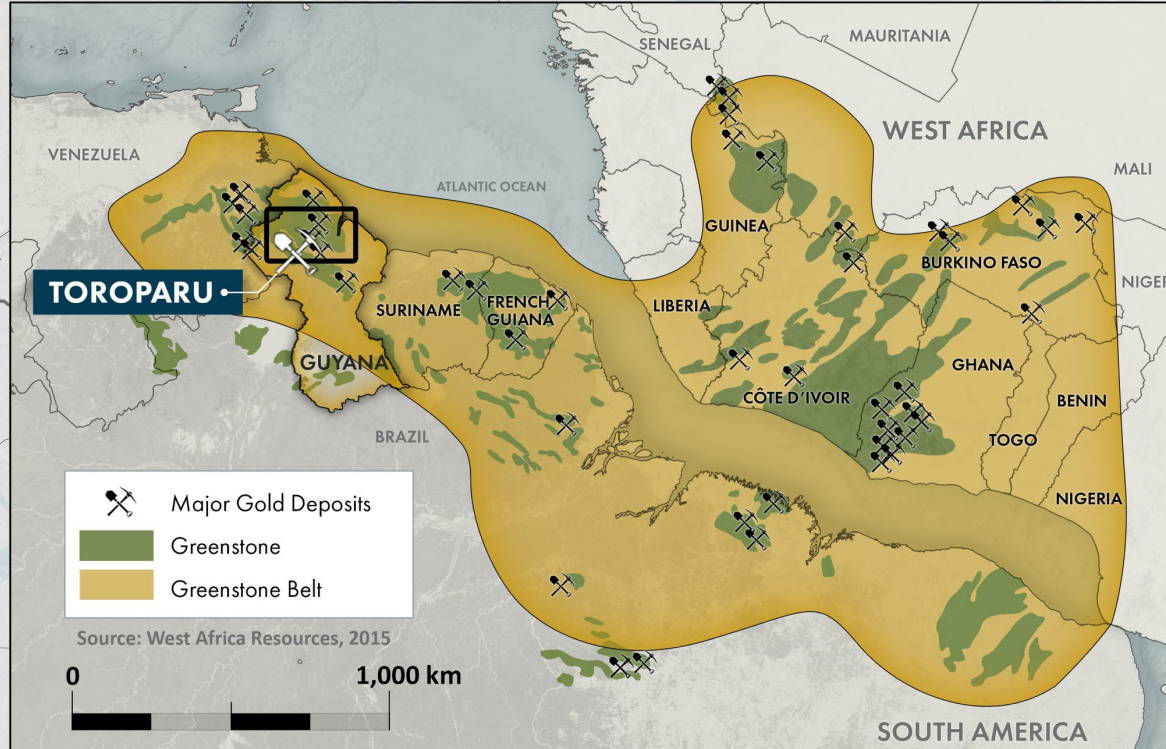 MAURITANIA
SENEGAL
WEST AFRICA
VENEZUELA
MALI
ATLANTIC OCEAN
GUINEA
BURKINO FASO
NIGER
TOROPARU
SURINAME
FRENCH
GUIANA
LIBERIA
GUYANA
GHANA
CÔTE D'IVOIR
BENIN
BRAZIL
TOGO
NIGERIA
Major Gold Deposits
Greenstone
Greenstone Belt
Source: West Africa Resources, 2015
0
1,000 km
SOUTH AMERICA